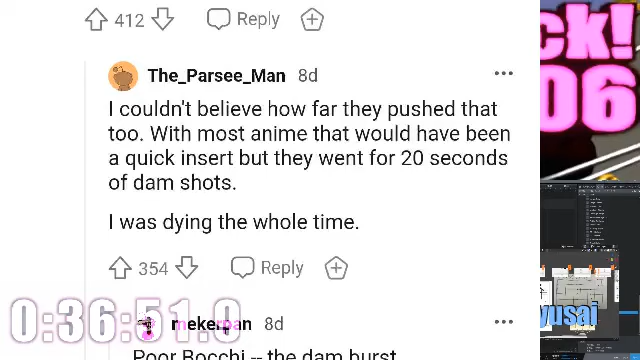 412 Reply
ck!
06
The_Parsee_Man 8d
I couldn't believe how far they pushed that
too. With most anime that would have been
a quick insert but they went for 20 seconds
of dam shots.
I was dying the whole time.
354 Reply
yusai
0:36:51.0
mekerpan 8d
Poor Bocchi -- the dam burst